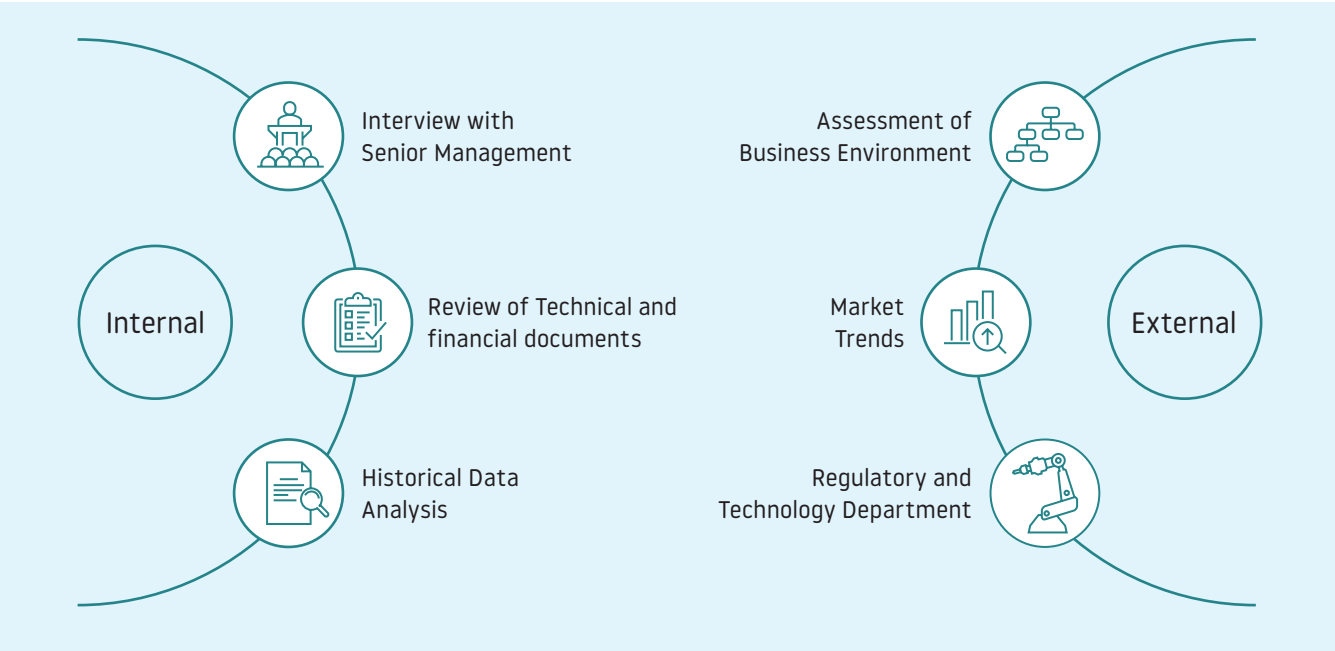 Internal
Interview with
Senior Management
Review of Technical and
financial documents
Historical Data
Analysis
Assessment of
Business Environment
Market
Trends
Regulatory and
Technology Department
External